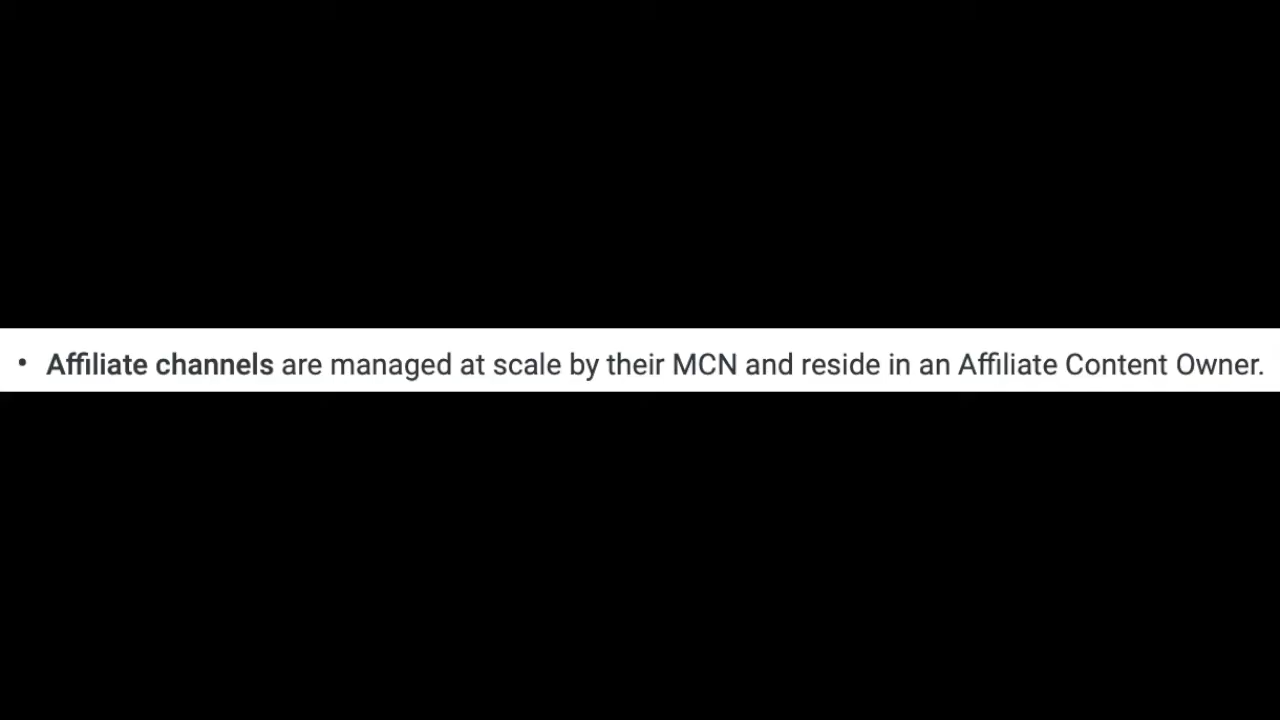 • Affiliate channels are managed at scale by their MCN and reside in an Affiliate Content Owner.